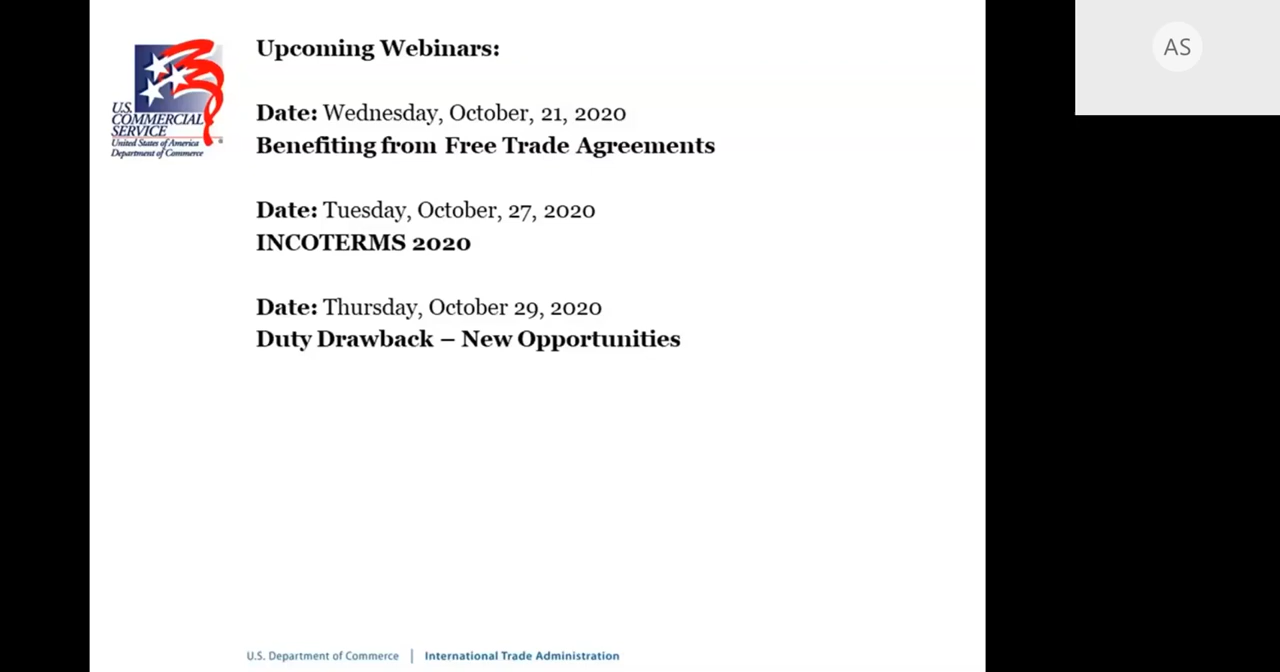 Upcoming Webinars:
Date: Wednesday, October, 21, 2020
Benefiting from Free Trade Agreements
Date: Tuesday, October, 27, 2020
INCOTERMS 2020
Date: Thursday, October 29, 2020
Duty Drawback – New Opportunities
U.S.
COMMERCIAL
SERVICE
United States of America
Department of Commerce
®
AS
U.S. Department of Commerce | International Trade Administration